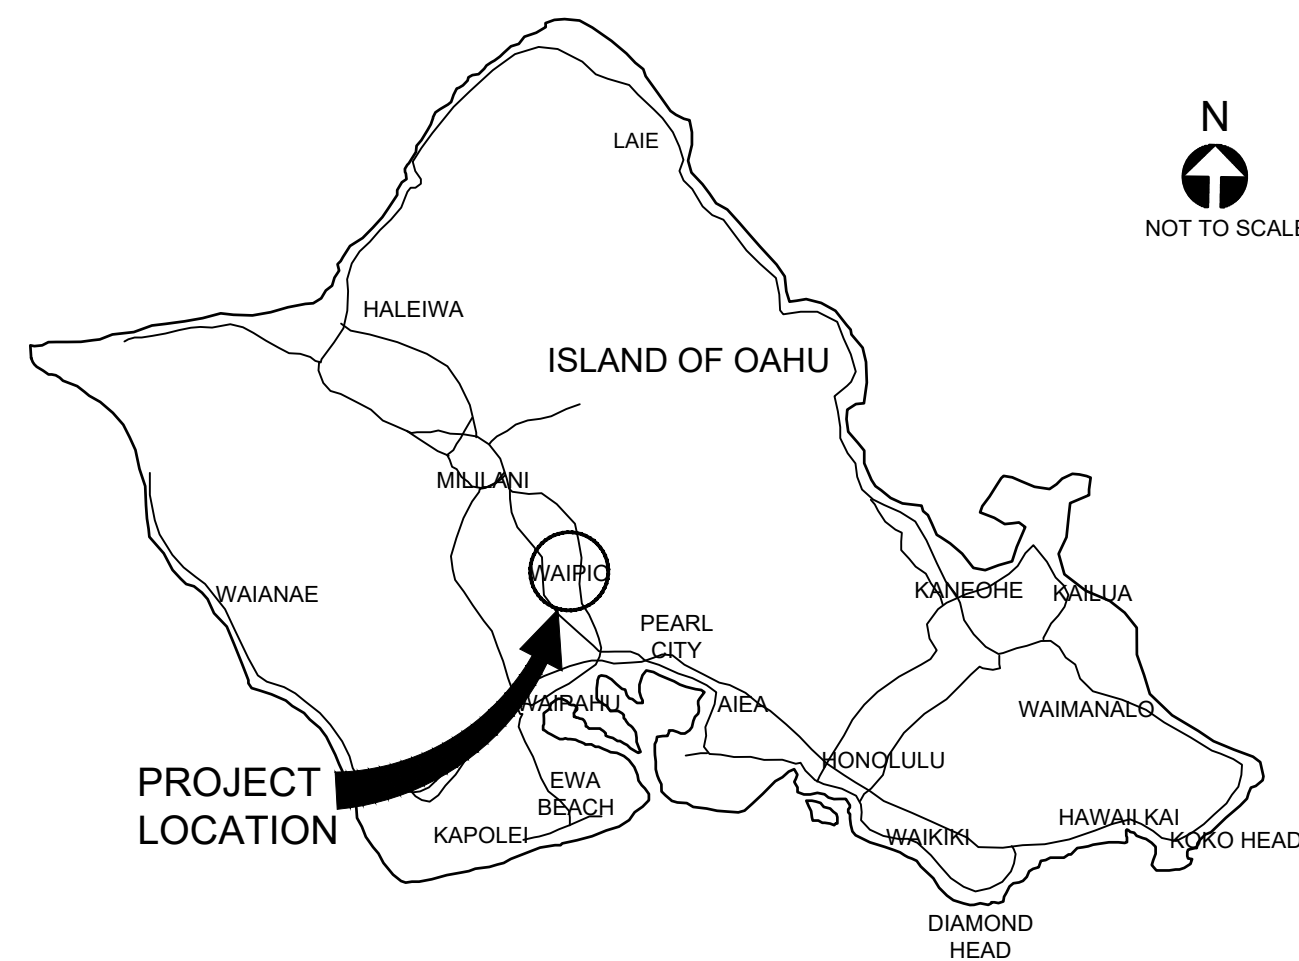 N
LAIE
NOT TO SCALE
HALEIWA
ISLAND OF OAHU
MILILANI
WAIPIO
WAIANAE
KANEOHE
KAILUA
PEARL
CITY
WAIPAHU
AIEA
WAIMANALO
HONOLULU
PROJECT
LOCATION
EWA
BEACH
KAPOLEI
HAWAII KAI
WAIKIKI
KOKO HEAD
DIAMOND
HEAD